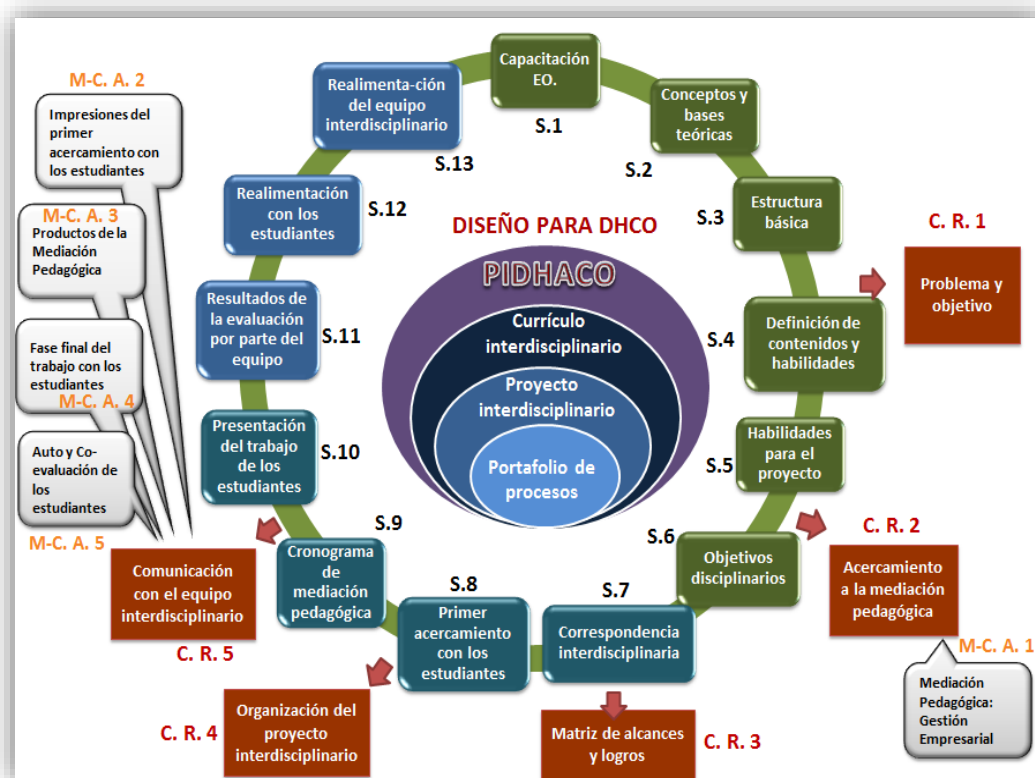 Capacitación
EO.
S.1
Conceptos y
bases
teóricas
S.2
Estructura
básica
S.3
Definición de
contenidos y
habilidades
S.4
C. R. 1
Problema y
objetivo
Habilidades
para el
proyecto
S.5
C. R. 2
Acercamiento
a la mediación
pedagógica
M-C. A. 1
Mediación
Pedagógica:
Gestión
Empresarial
Objetivos
disciplinarios
S.6
Correspondencia
interdisciplinaria
S.7
Matriz de alcances
y logros
C. R. 3
S.8
Primer
acercamiento
con los
estudiantes
C. R. 4
Organización del
proyecto
interdisciplinario
S.9
Cronograma
de
mediación
pedagógica
Comunicación
con el equipo
interdisciplinario
C. R. 5
Presentación
del trabajo
de los
estudiantes
S.10
Resultados de
la evaluación
por parte del
equipo
S.11
Realimentación
con los
estudiantes
S.12
Realimenta-ción
del equipo
interdisciplinario
S.13
M-C. A. 2
Impresiones del
primer
acercamiento con
los estudiantes
M-C. A. 3
Productos de la
Mediación
Pedagógica
Fase final del
trabajo con los
estudiantes
M-C. A. 4
Auto y Co-
evaluación de
los
estudiantes
M-C. A. 5
DISEÑO PARA DHCO
PIDHACO
Currículo
interdisciplinario
Proyecto
interdisciplinario
Portafolio de
procesos